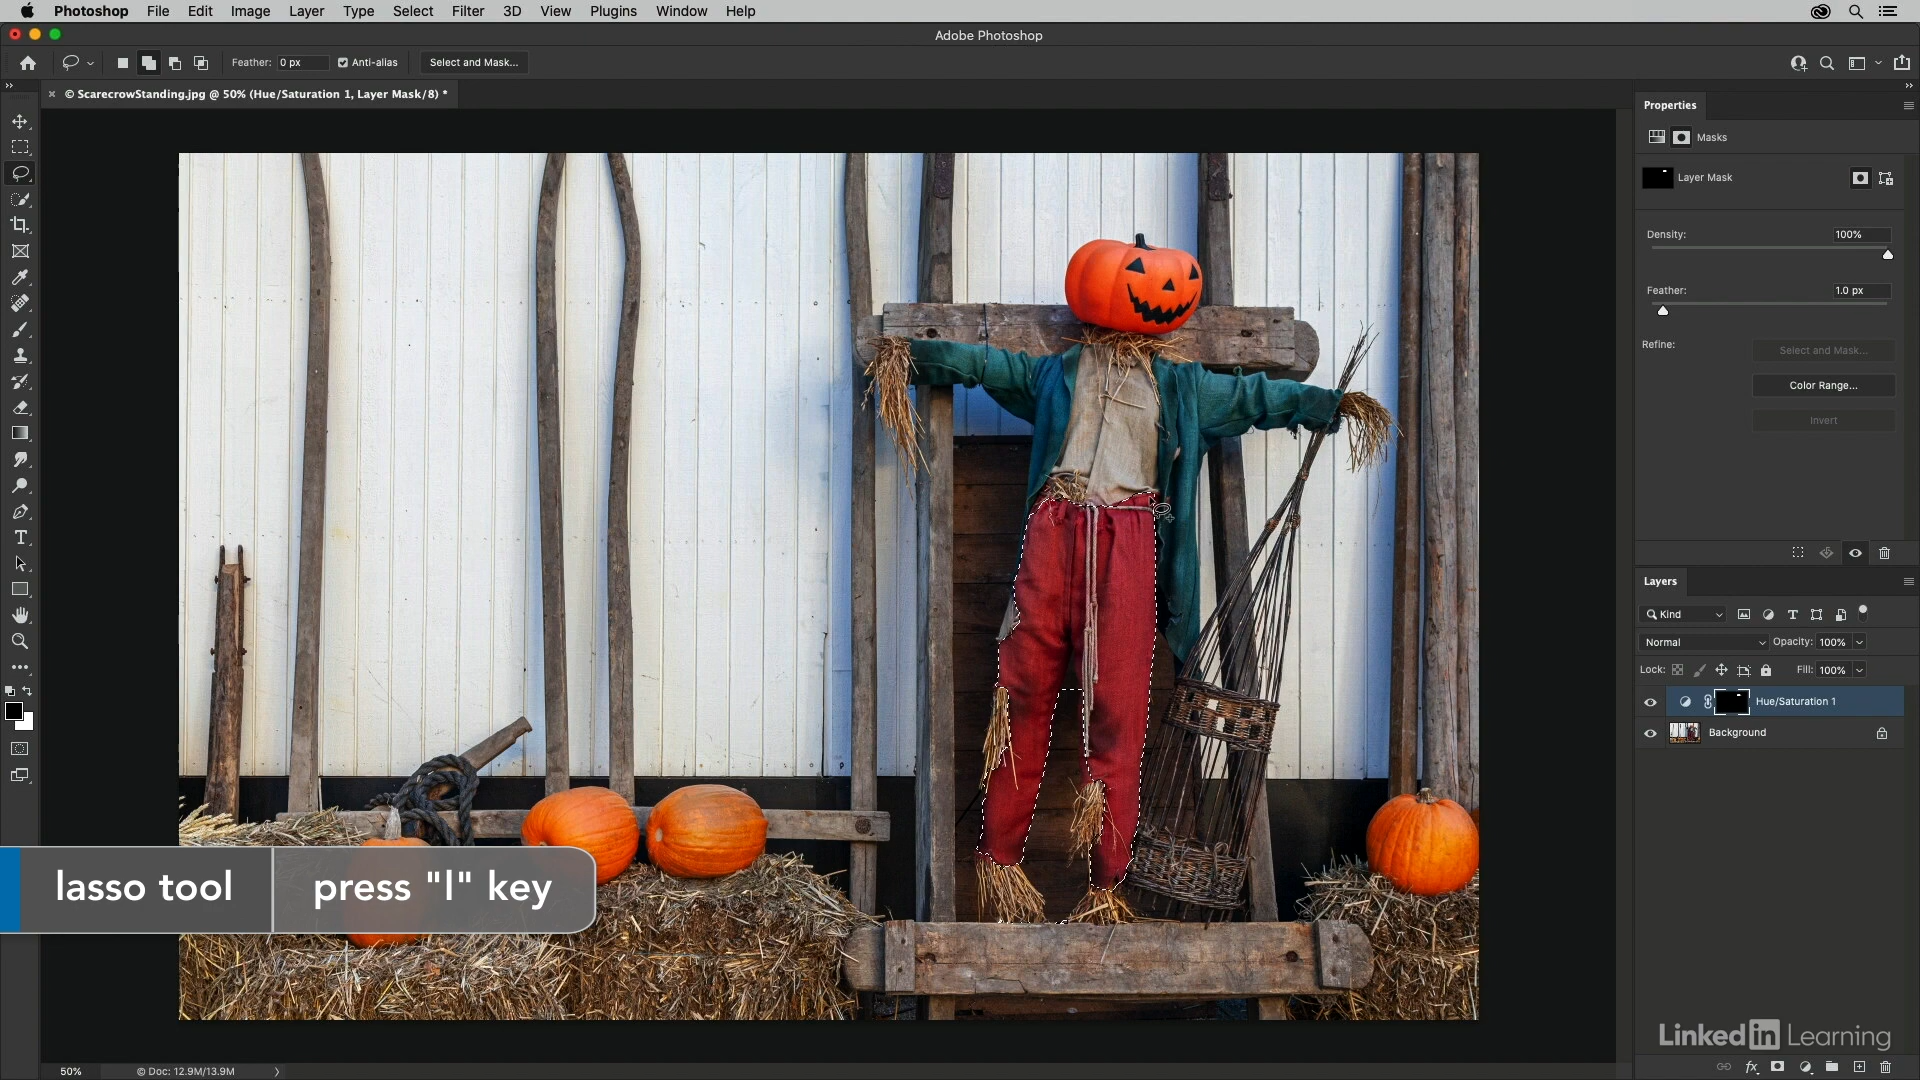 Photoshop File Edit Image Layer Type Select Filter 3D View Plugins Window Help
Adobe Photoshop
Feather: 0 px Anti-alias Select and Mask...
× © ScarecrowStanding.jpg @ 50% (Hue/Saturation 1, Layer Mask/8) *
Properties
Masks
Layer Mask
Density: 100%
Feather: 1.0 px
Refine: Select and Mask...
Color Range...
Invert
Layers
Kind
Normal Opacity: 100%
Lock: Fill: 100%
Hue/Saturation 1
Background
lasso tool press "l" key
LinkedIn Learning
50% © Doc: 12.9M/13.9M